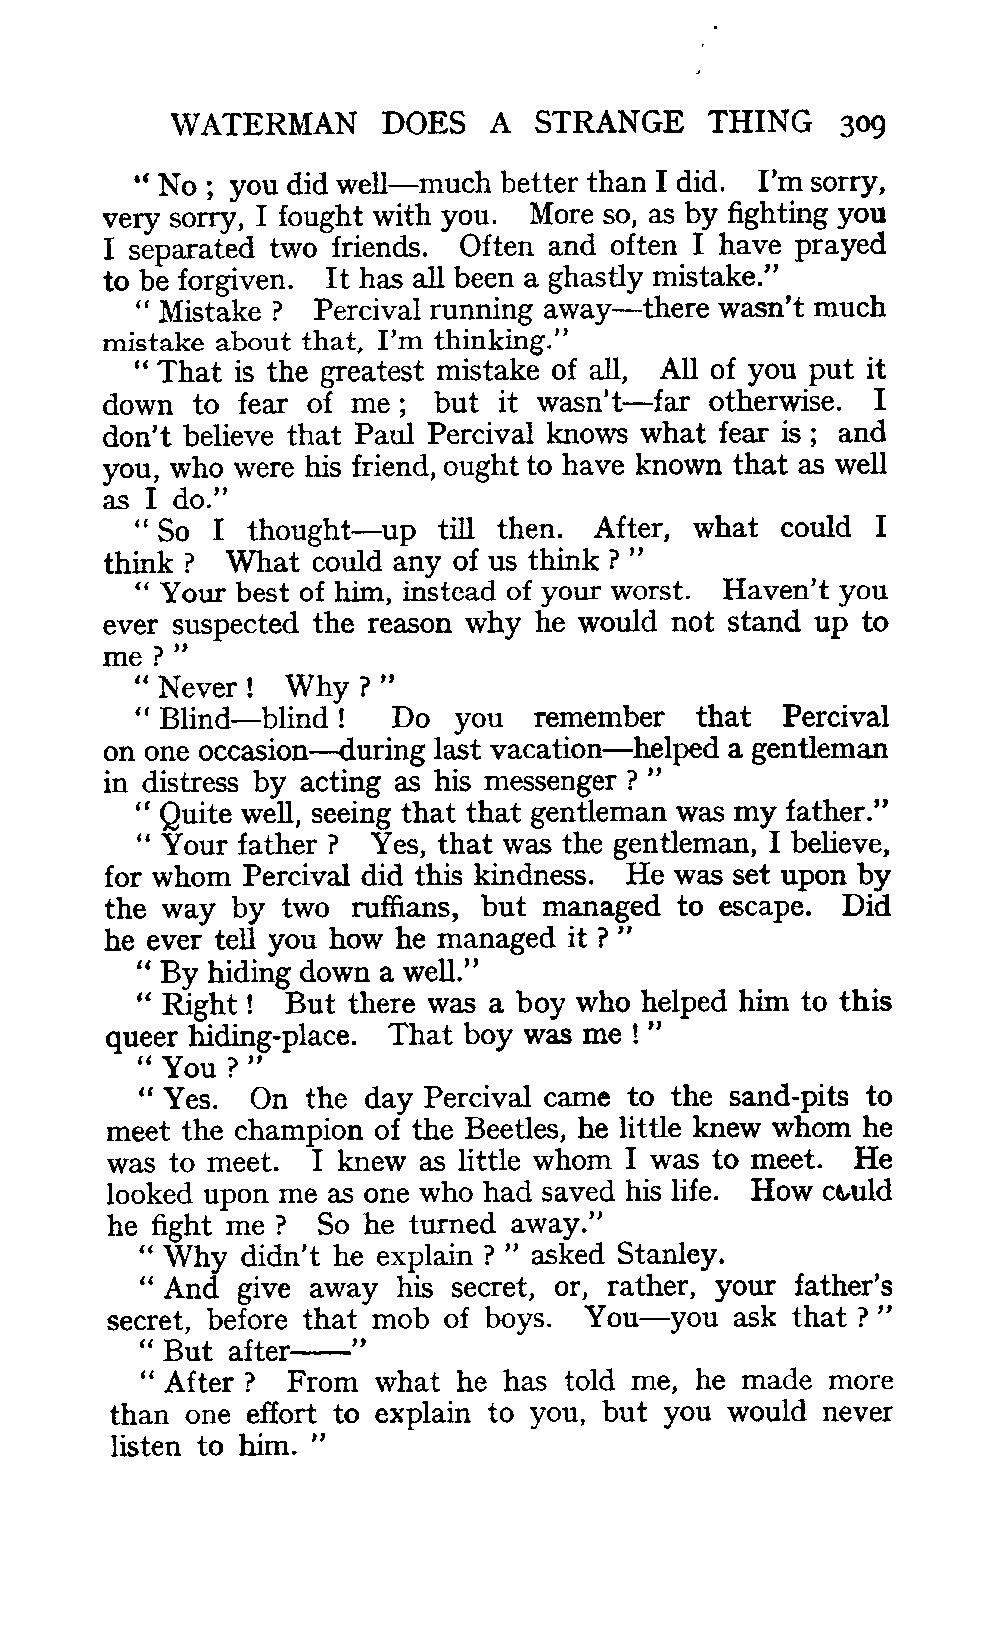 WATERMAN DOES A STRANGE THING 309
" No ; you did well—much better than I did. I'm sorry,
very sorry, I fought with you. More so, as by fighting you
I separated two friends. Often and often I have prayed
to be forgiven. It has all been a ghastly mistake."
" Mistake ? Percival running away—there wasn't much
mistake about that, I'm thinking."
" That is the greatest mistake of all, All of you put it
down to fear of me ; but it wasn't—far otherwise. I
don't believe that Paul Percival knows what fear is ; and
you, who were his friend, ought to have known that as well
as I do."
" So I thought—up till then. After, what could I
think ? What could any of us think ? "
" Your best of him, instead of your worst. Haven't you
ever suspected the reason why he would not stand up to
me ? "
" Never ! Why ? "
" Blind—blind ! Do you remember that Percival
on one occasion—during last vacation—helped a gentleman
in distress by acting as his messenger ? "
" Quite well, seeing that that gentleman was my father."
" Your father ? Yes, that was the gentleman, I believe,
for whom Percival did this kindness. He was set upon by
the way by two ruffians, but managed to escape. Did
he ever tell you how he managed it ? "
" By hiding down a well."
" Right ! But there was a boy who helped him to this
queer hiding-place. That boy was me ! "
" You ? "
" Yes. On the day Percival came to the sand-pits to
meet the champion of the Beetles, he little knew whom he
was to meet. I knew as little whom I was to meet. He
looked upon me as one who had saved his life. How could
he fight me ? So he turned away."
" Why didn't he explain ? " asked Stanley.
" And give away his secret, or, rather, your father's
secret, before that mob of boys. You—you ask that ? "
" But after——"
" After ? From what he has told me, he made more
than one effort to explain to you, but you would never
listen to him. "